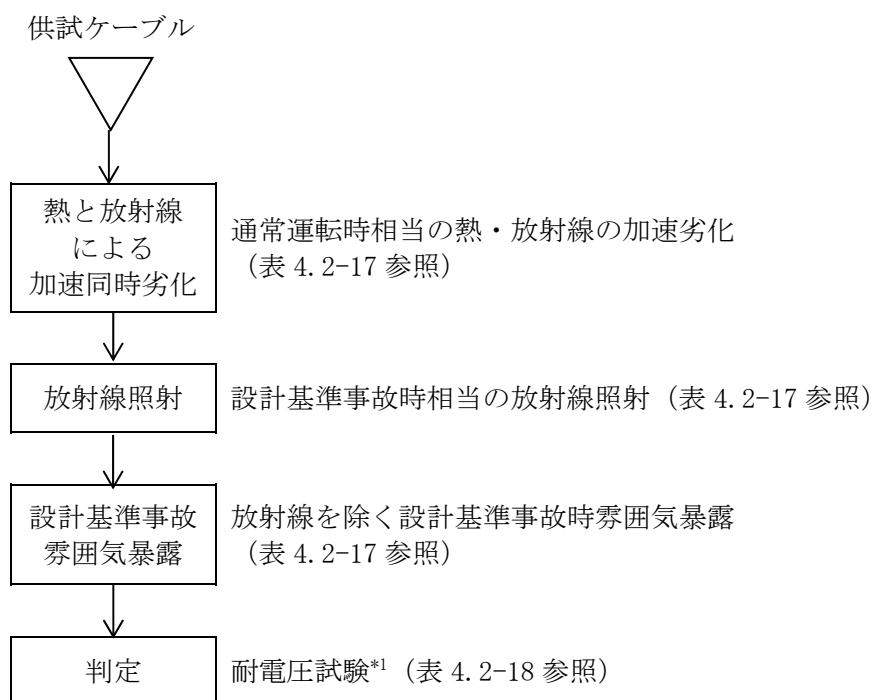 供試ケーブル
熱と放射線
による
加速同時劣化
通常運転時相当の熱・放射線の加速劣化
（表 4.2-17 参照）
放射線照射
設計基準事故時相当の放射線照射（表 4.2-17 参照）
設計基準事故
雰囲気暴露
放射線を除く設計基準事故時雰囲気暴露
（表 4.2-17 参照）
判定
耐電圧試験*1（表 4.2-18 参照）